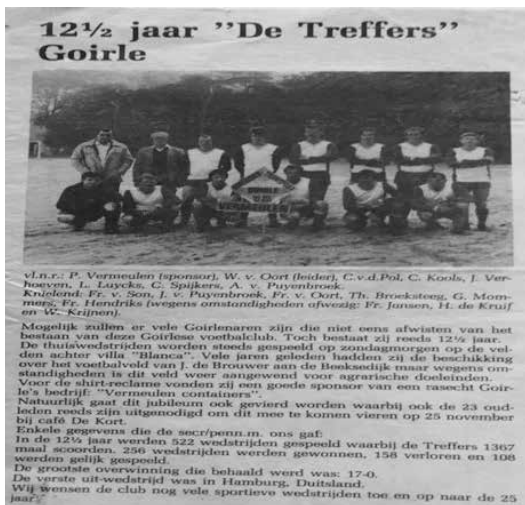 12½ jaar "De Treffers"
Goirle
VERMEULEN
vl.n.r.: P. Vermeulen (sponsor), W. v. Oort (leider), C.v.d.Pol, C. Kools, J. Ver-
hoeven, L. Luycks, C. Spijkers, A. v. Puyenbroek.
Knielend: Fr. v. Son, J. v. Puyenbroek, Fr. v. Oort, Th. Broeksteeg, G. Mom-
mers, Fr. Hendriks (wegens omstandigheden afwezig: Fr. Jansen, H. de Kruif
en W. Krijnen).
Mogelijk zullen er vele Goirlenaren zijn die niet eens afwisten van het
bestaan van deze Goirlese voetbalclub. Toch bestaat zij reeds 12½ jaar.
De thuiswedstrijden worden steeds gespeeld op zondagmorgen op de vel-
den achter villa "Blanca". Vele jaren geleden hadden zij de beschikking
over het voetbalveld van J. de Brouwer aan de Beeksedijk maar wegens om-
standigheden is dit veld weer aangewend voor agrarische doeleinden.
Voor de shirt-reclame vonden zij een goede sponsor van een rasecht Goir-
le's bedrijf: "Vermeulen containers".
Natuurlijk gaat dit jubileum ook gevierd worden waarbij ook de 23 oud-
leden reeds zijn uitgenodigd om dit mee te komen vieren op 25 november
bij café De Kort.
Enkele gegevens die de secr/penn.m. ons gaf:
In de 12½ jaar werden 522 wedstrijden gespeeld waarbij de Treffers 1367
maal scoorden, 256 wedstrijden werden gewonnen, 158 verloren en 108
werden gelijk gespeeld.
De grootste overwinning die behaald werd was: 17-0.
De verste uit-wedstrijd was in Hamburg, Duitsland.
Wij wensen de club nog vele sportieve wedstrijden toe en op naar de 25
jaar